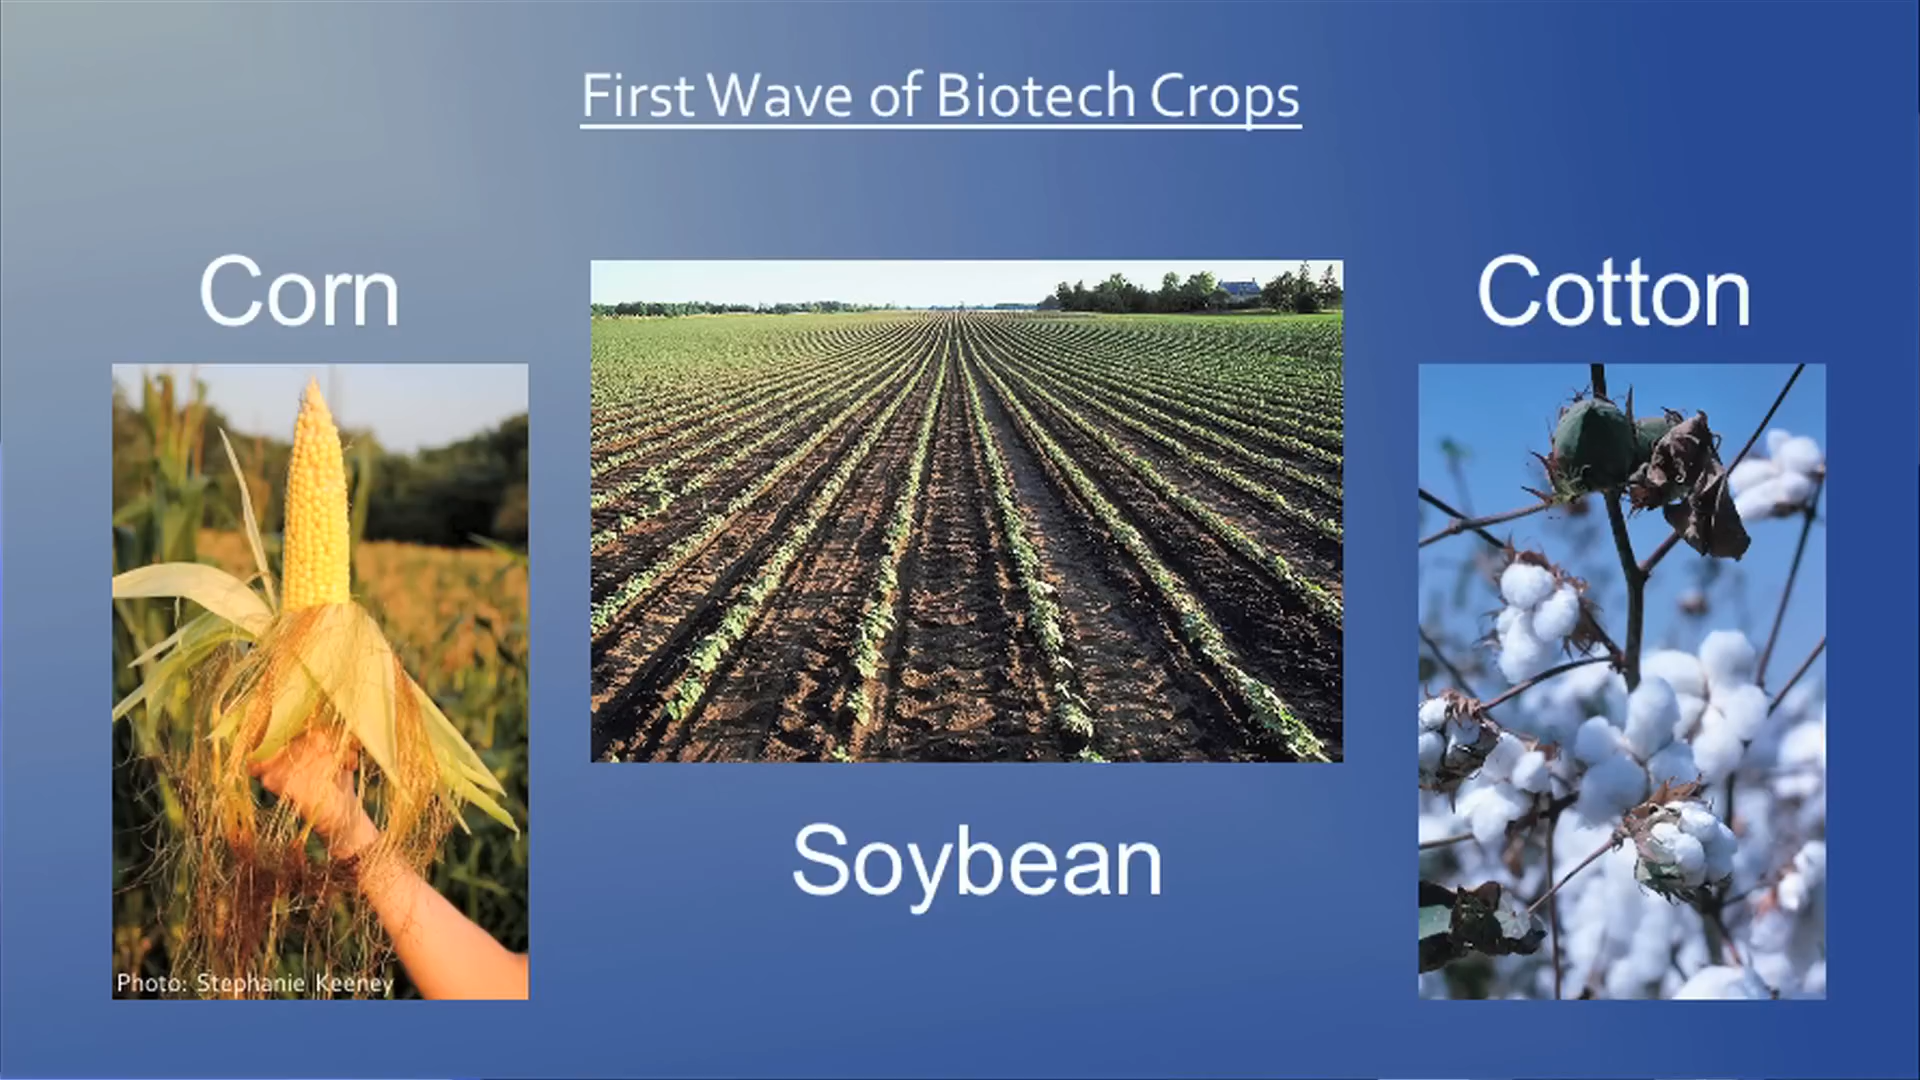 First Wave of Biotech Crops
Corn
Cotton
Soybean
Photo: Stephanie Keeney